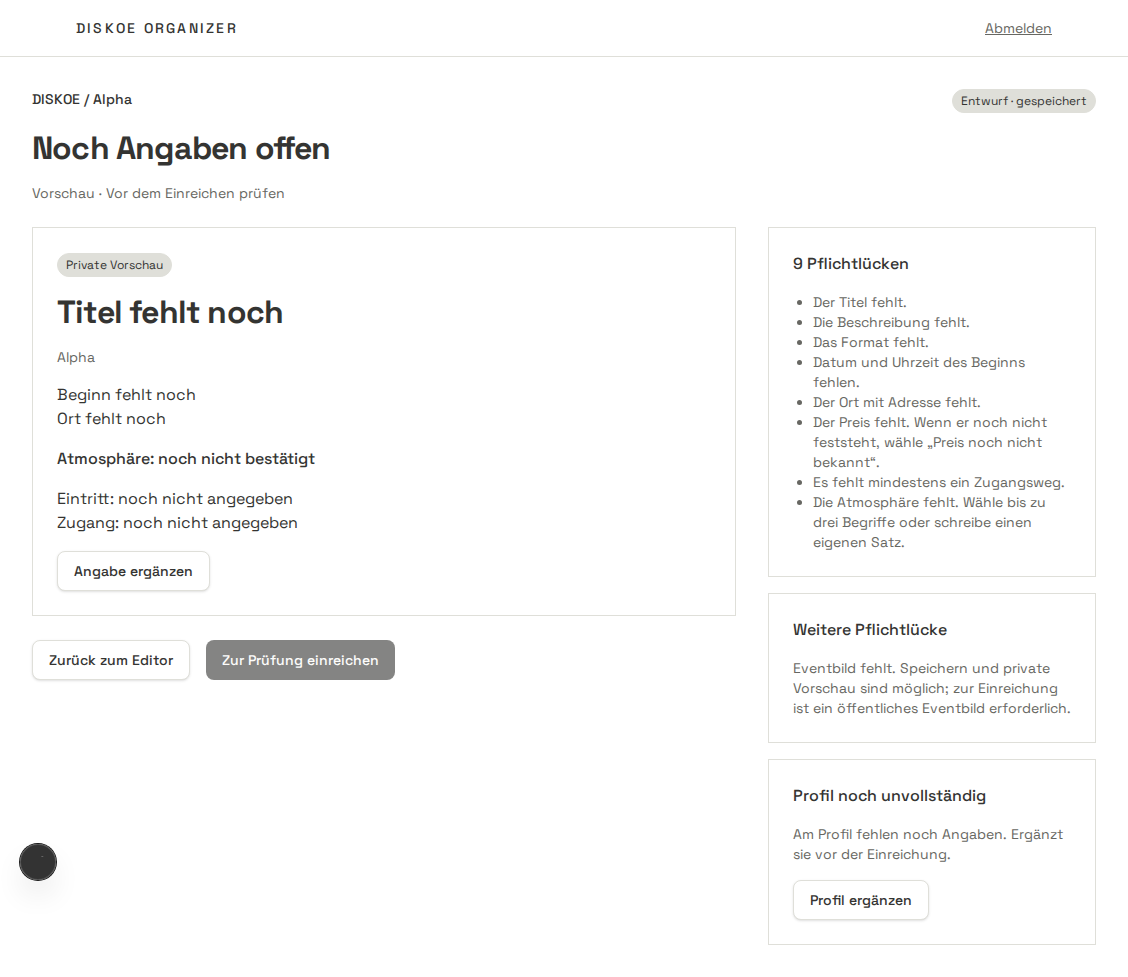 DISKOE ORGANIZER
Abmelden
DISKOE / Alpha
Entwurf · gespeichert
Noch Angaben offen
Vorschau · Vor dem Einreichen prüfen
Private Vorschau
Titel fehlt noch
Alpha
Beginn fehlt noch
Ort fehlt noch
Atmosphäre: noch nicht bestätigt
Eintritt: noch nicht angegeben
Zugang: noch nicht angegeben
Angabe ergänzen
Zurück zum Editor
Zur Prüfung einreichen
9 Pflichtlücken
• Der Titel fehlt.
• Die Beschreibung fehlt.
• Das Format fehlt.
• Datum und Uhrzeit des Beginns
fehlen.
• Der Ort mit Adresse fehlt.
• Der Preis fehlt. Wenn er noch nicht
feststeht, wähle „Preis noch nicht
bekannt“.
• Es fehlt mindestens ein Zugangsweg.
• Die Atmosphäre fehlt. Wähle bis zu
drei Begriffe oder schreibe einen
eigenen Satz.
Weitere Pflichtlücke
Eventbild fehlt. Speichern und private
Vorschau sind möglich; zur Einreichung
ist ein öffentliches Eventbild erforderlich.
Profil noch unvollständig
Am Profil fehlen noch Angaben. Ergänzt
sie vor der Einreichung.
Profil ergänzen